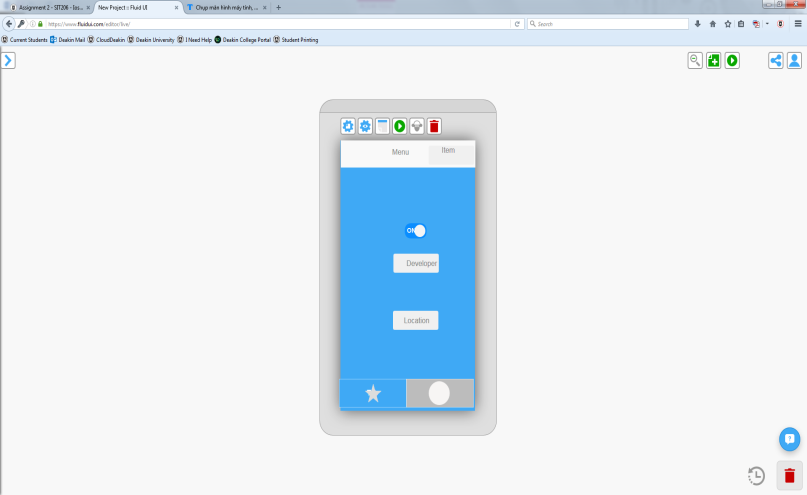 Assignment 2 - SIT206 - Ios...
New Project :: Fluid UI
Chụp màn hình máy tính, ...
https://www.fluidui.com/editor/live/
Search
Current Students
Deakin Mail
CloudDeakin
Deakin University
I Need Help
Deakin College Portal
Student Printing
Menu
Item
ON
Developer
Location